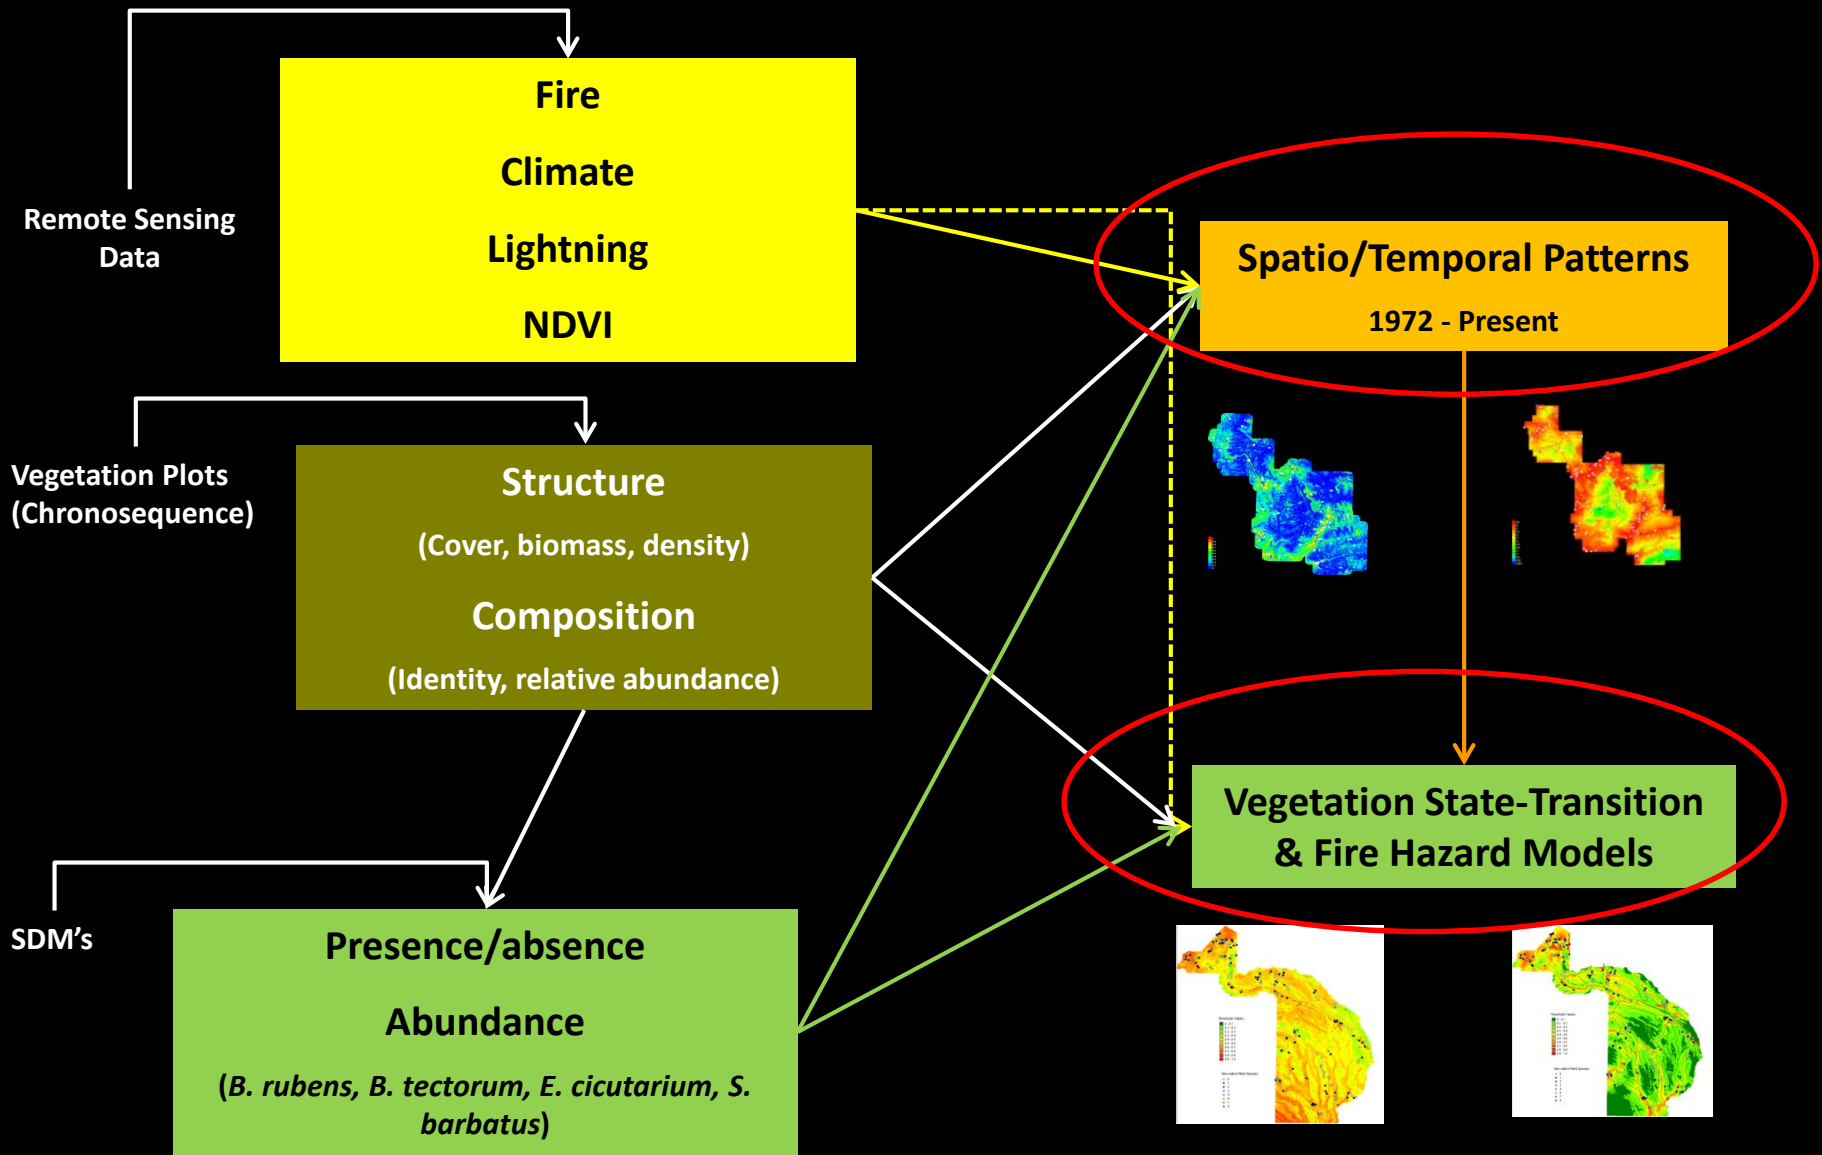 Fire
Climate
Lightning
NDVI
Remote Sensing
Data
Spatio/Temporal Patterns
1972 - Present
Vegetation Plots
(Chronosequence)
Structure
(Cover, biomass, density)
Composition
(Identity, relative abundance)
Vegetation State-Transition
& Fire Hazard Models
SDM's
Presence/absence
Abundance
(B. rubens, B. tectorum, E. cicutarium, S.
barbatus)